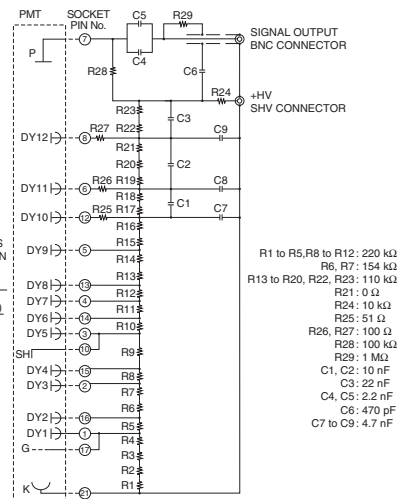 PMT
SOCKET
PIN No.
C5
R29
SIGNAL OUTPUT
BNC CONNECTOR
P
7
C4
R28
C6
+HV
SHV CONNECTOR
R24
R23
C3
R22
DY12
8
R27
C9
R21
C2
R20
R19
DY11
6
R26
C8
R18
C1
R17
DY10
12
R25
C7
R16
R15
DY9
5
R14
R13
DY8
13
R12
DY7
4
R11
DY6
14
R10
DY5
3
SH
10
R9
DY4
15
R8
DY3
2
R7
R6
DY2
16
R5
DY1
1
R4
G
17
R3
R2
K
21
R1
S
N
)
R1 to R5,R8 to R12: 220 kΩ
R6, R7: 154 kΩ
R13 to R20, R22, R23: 110 kΩ
R21: 0 Ω
R24: 10 kΩ
R25: 51 Ω
R26, R27: 100 Ω
R28: 100 kΩ
R29: 1 MΩ
C1, C2: 10 nF
C3: 22 nF
C4, C5: 2.2 nF
C6: 470 pF
C7 to C9: 4.7 nF